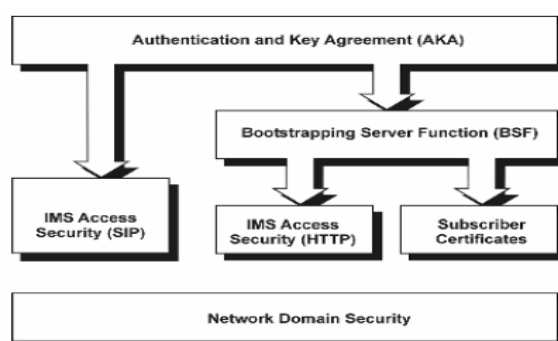 Authentication and Key Agreement (AKA)
Bootstrapping Server Function (BSF)
IMS Access
Security (SIP)
IMS Access
Security (HTTP)
Subscriber
Certificates
Network Domain Security